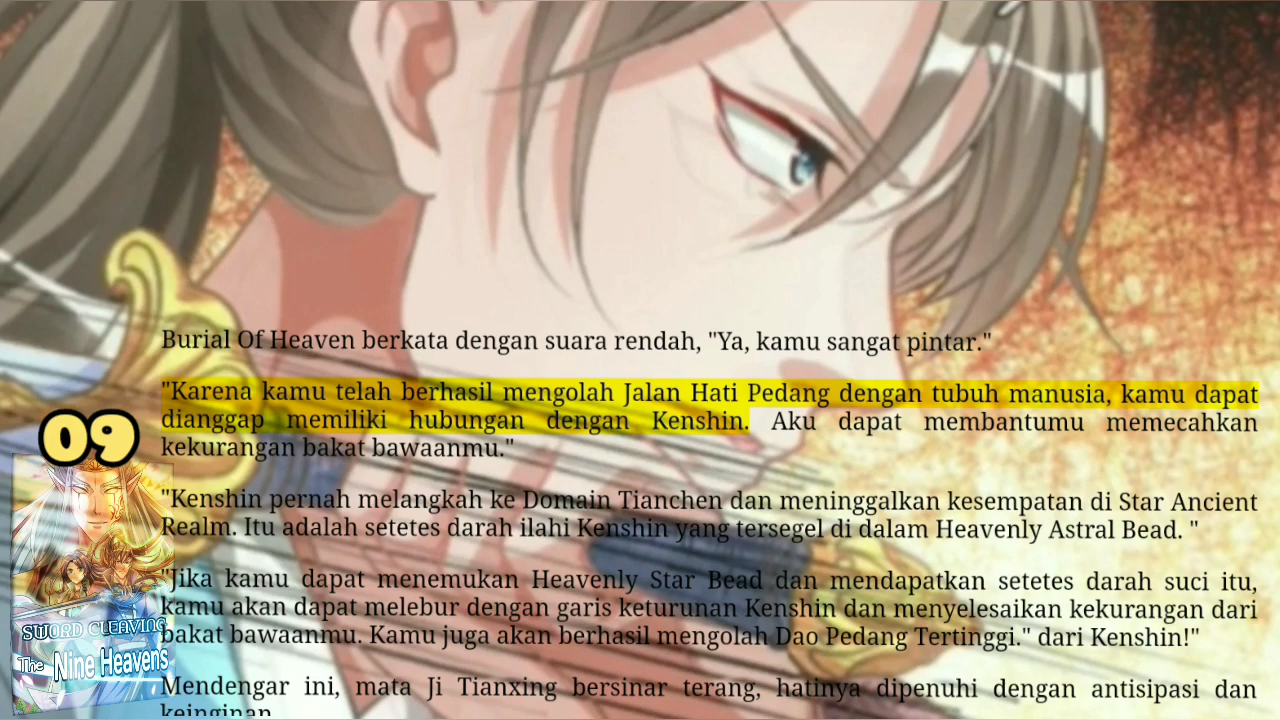 Burial Of Heaven berkata dengan suara rendah, "Ya, kamu sangat pintar."
"Karena kamu telah berhasil mengolah Jalan Hati Pedang dengan tubuh manusia, kamu dapat
dianggap memiliki hubungan dengan Kenshin. Aku dapat membantumu memecahkan
kekurangan bakat bawaanmu."
"Kenshin pernah melangkah ke Domain Tianchen dan meninggalkan kesempatan di Star Ancient
Realm. Itu adalah setetes darah ilahi Kenshin yang tersegel di dalam Heavenly Astral Bead. "
"Jika kamu dapat menemukan Heavenly Star Bead dan mendapatkan setetes darah suci itu,
kamu akan dapat melebur dengan garis keturunan Kenshin dan menyelesaikan kekurangan dari
bakat bawaanmu. Kamu juga akan berhasil mengolah Dao Pedang Tertinggi." dari Kenshin!"
Mendengar ini, mata Ji Tianxing bersinar terang, hatinya dipenuhi dengan antisipasi dan
keinginan
09
SWORD CLEAVING
The Nine Heavens